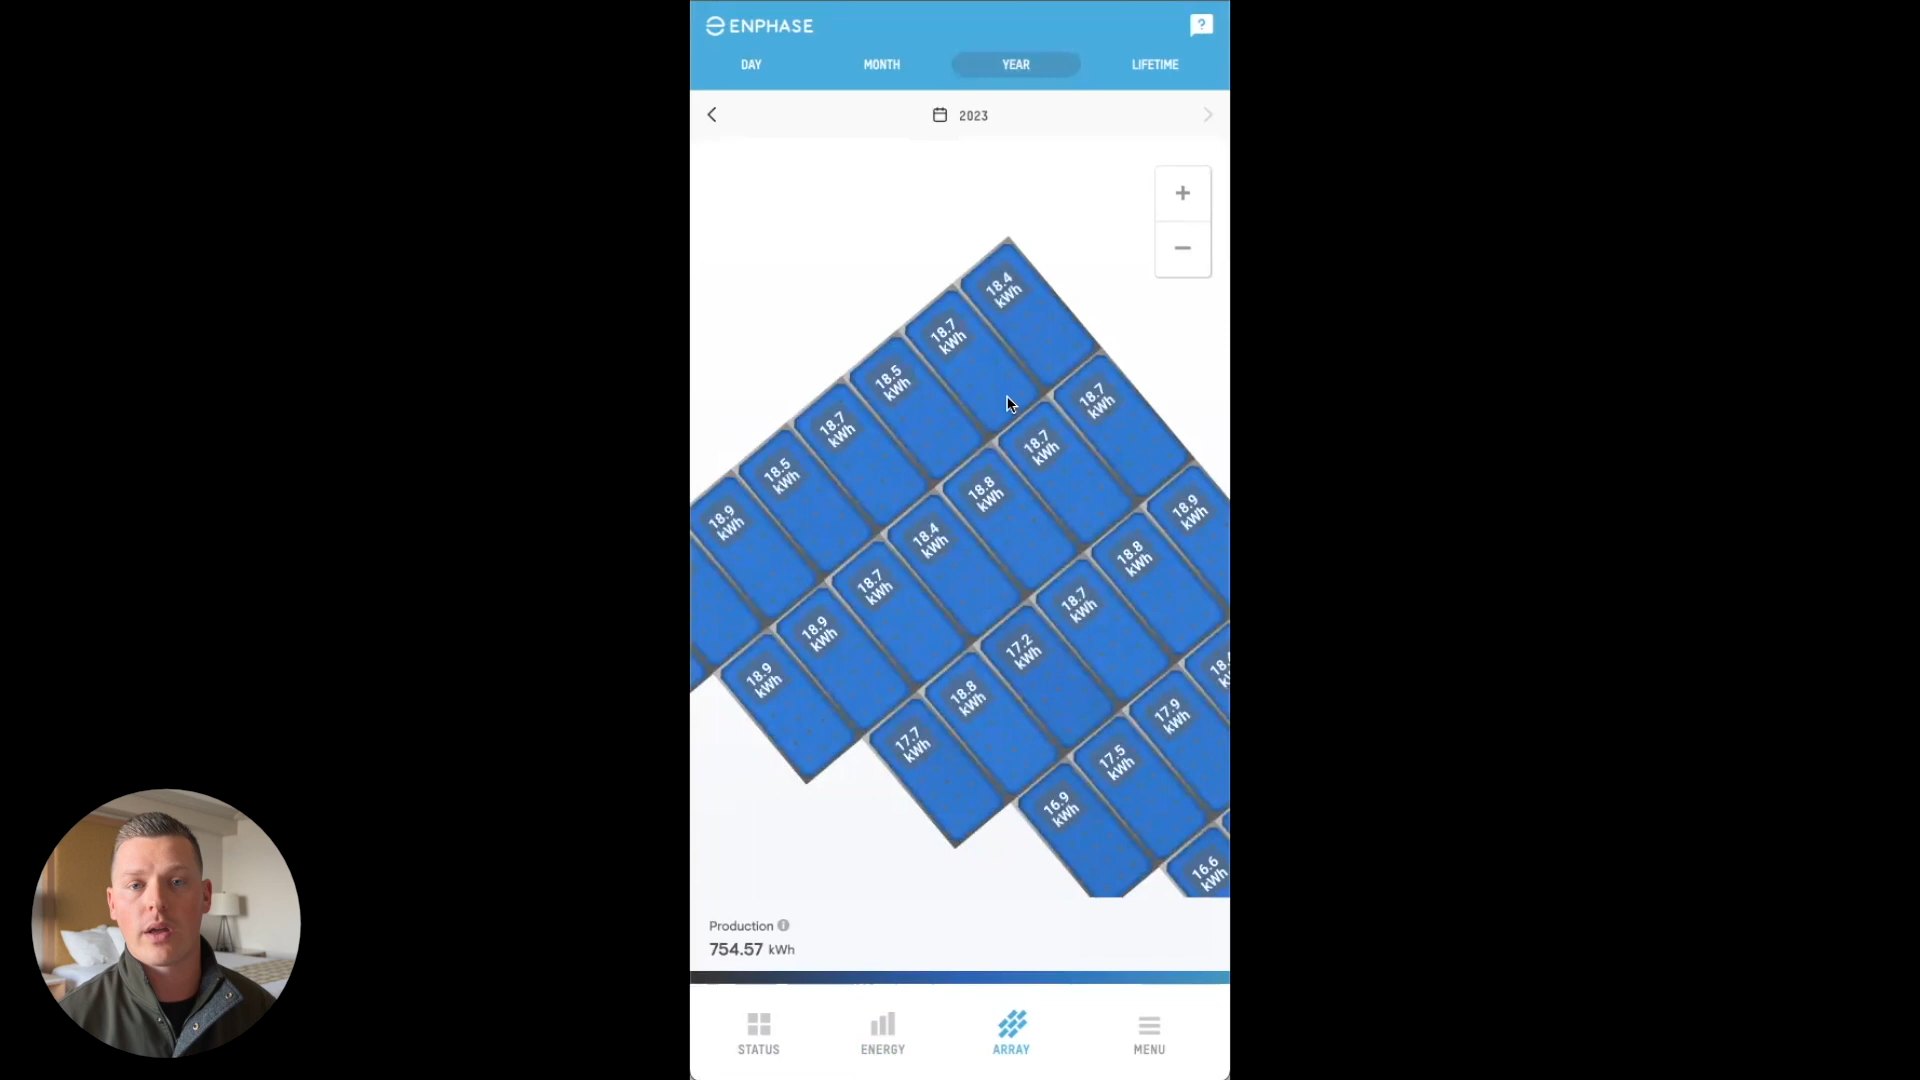 ENPHASE
?
DAY
MONTH
YEAR
LIFETIME
2023
+
−
18.4
kWh
18.7
kWh
18.5
kWh
18.7
kWh
18.5
kWh
18.9
kWh
18.7
kWh
18.7
kWh
18.8
kWh
18.4
kWh
18.7
kWh
18.9
kWh
18.9
kWh
18.9
kWh
18.8
kWh
18.7
kWh
17.2
kWh
18.8
kWh
17.7
kWh
17.9
kWh
17.5
kWh
16.9
kWh
16.6
kWh
Production
754.57 kWh
STATUS
ENERGY
ARRAY
MENU